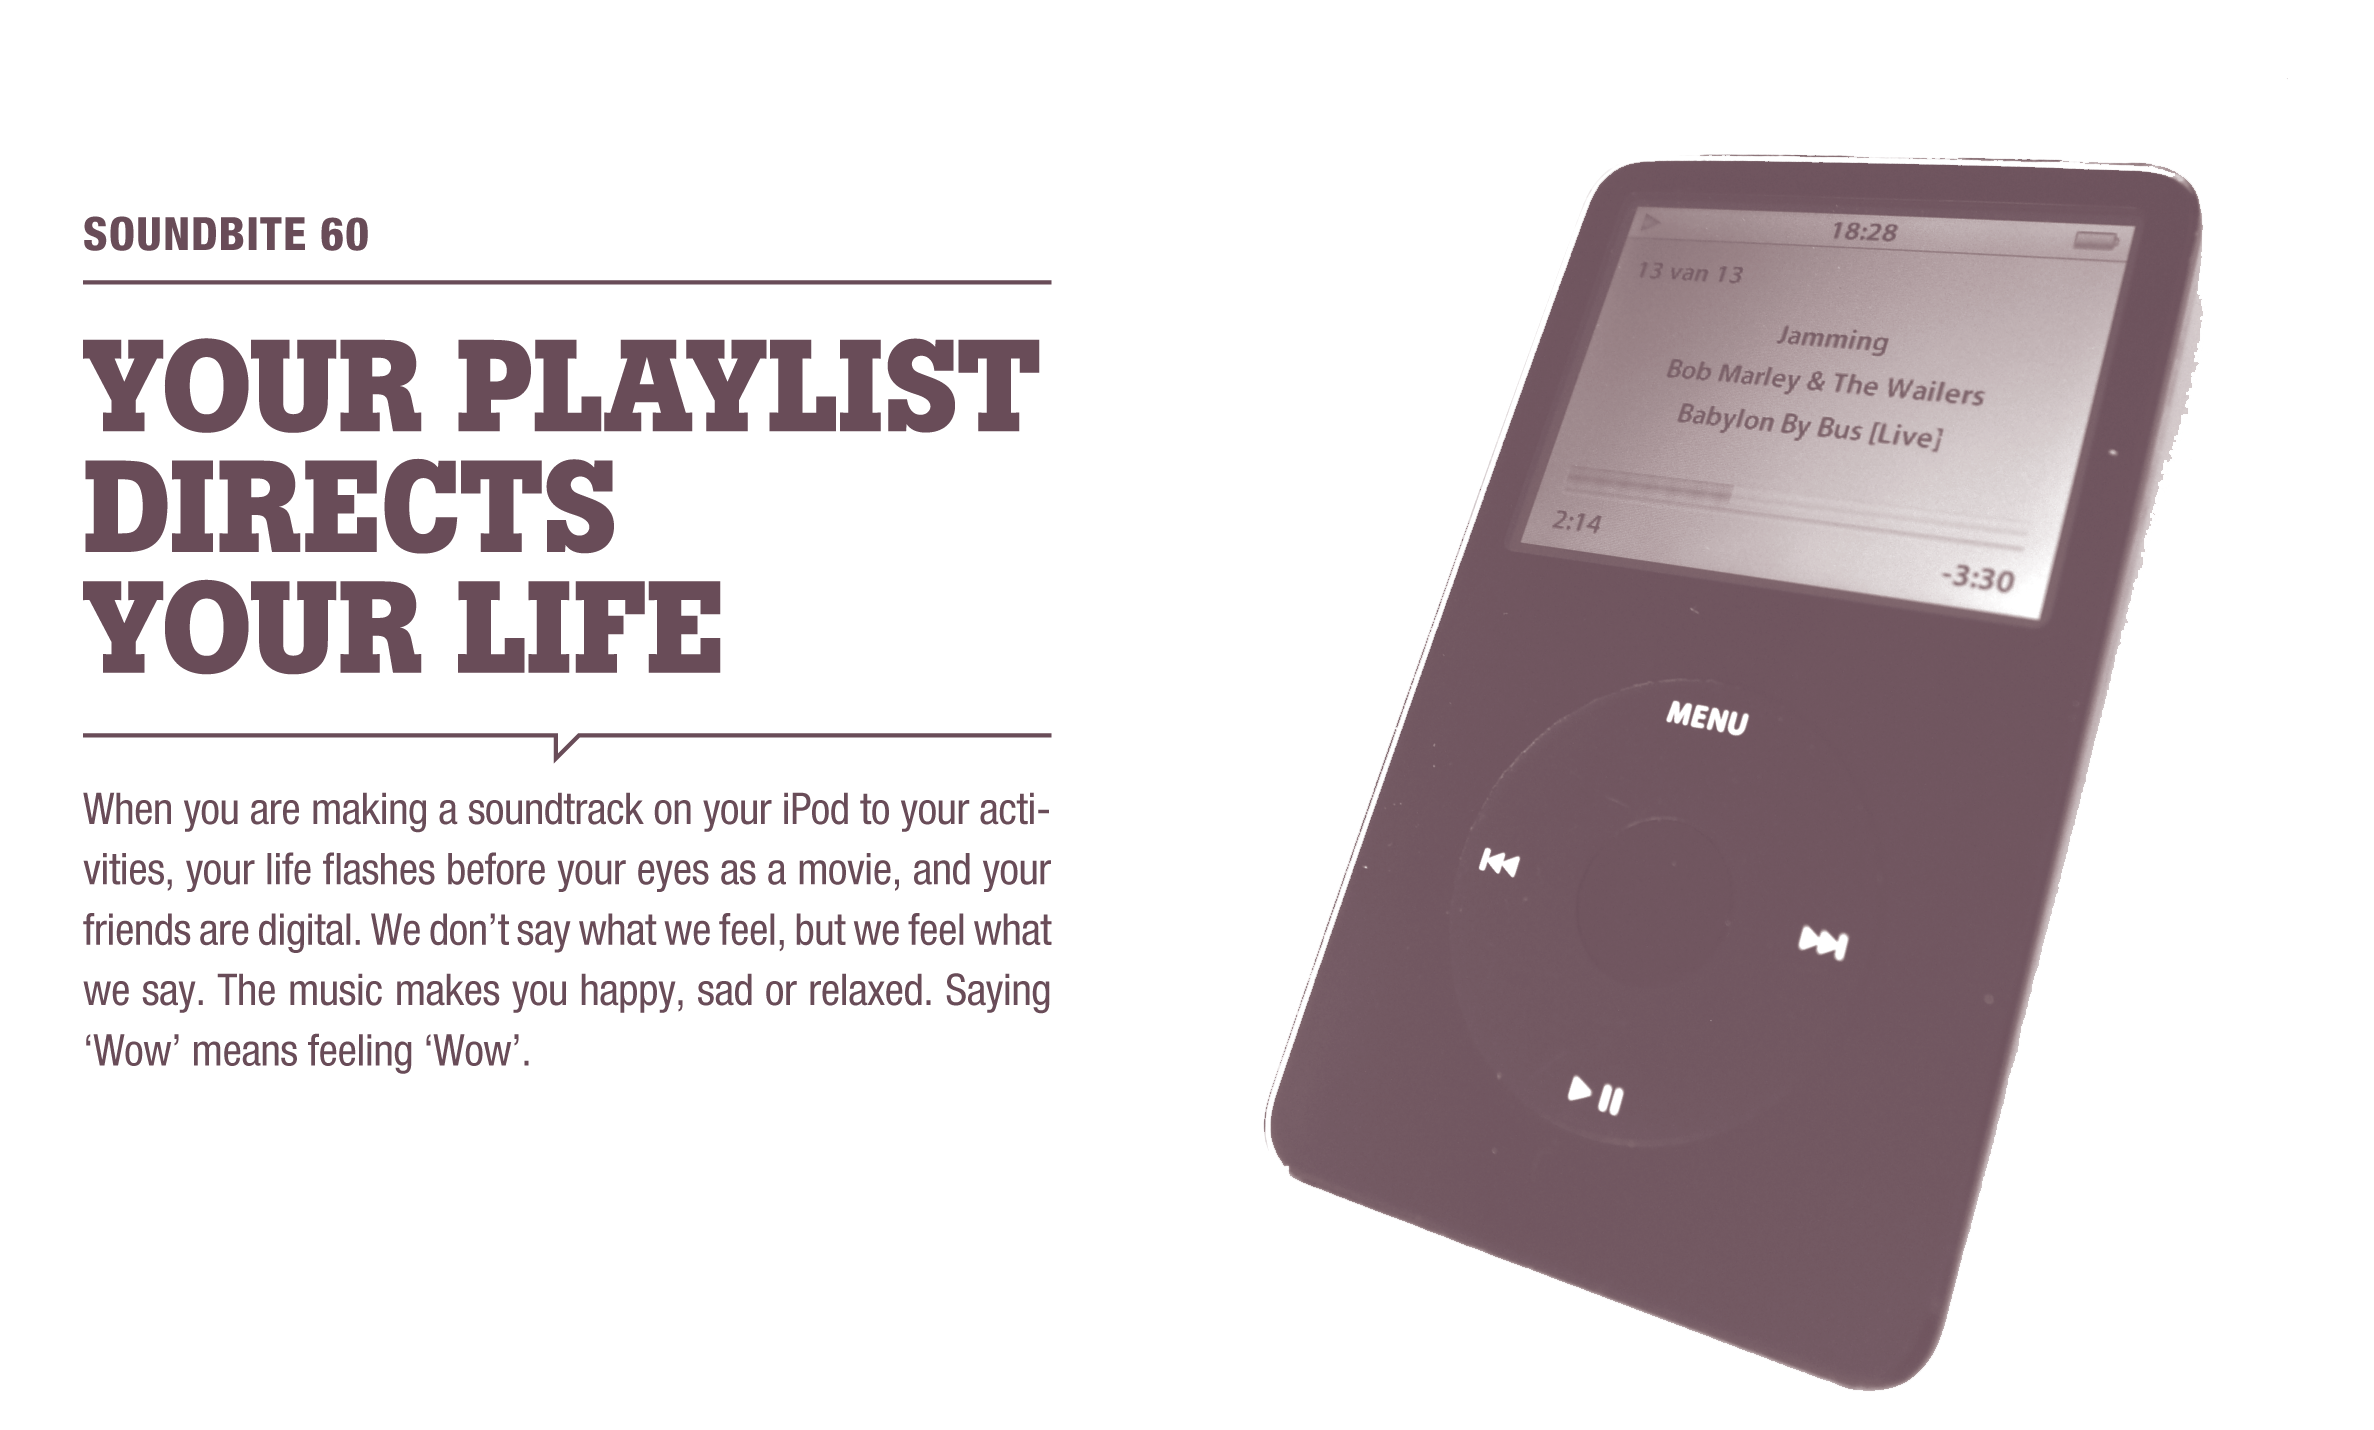 SOUNDBITE 60
YOUR PLAYLIST
DIRECTS
YOUR LIFE
When you are making a soundtrack on your iPod to your acti-
vities, your life flashes before your eyes as a movie, and your
friends are digital. We don’t say what we feel, but we feel what
we say. The music makes you happy, sad or relaxed. Saying
‘Wow’ means feeling ‘Wow’.
18:28
13 van 13
Jamming
Bob Marley & The Wailers
Babylon By Bus [Live]
2:14
-3:30
MENU